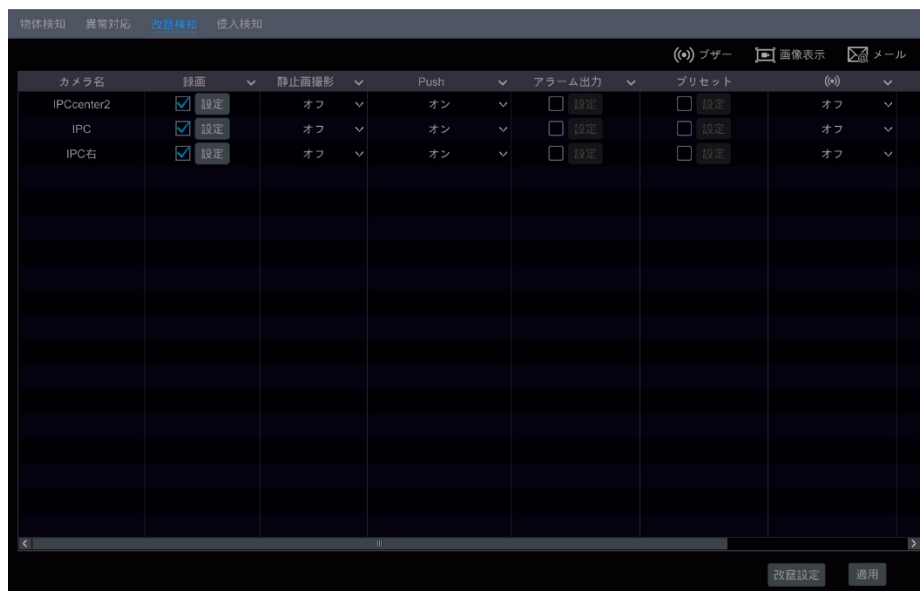 物体検知 異常対応 改竄検知 侵入検知
ブザー 画像表示 メール
カメラ名 録画 静止画撮影 Push アラーム出力 プリセット
IPCcenter2 設定 オフ オン 設定 設定 オフ
IPC 設定 オフ オン 設定 設定 オフ
IPC右 設定 オフ オン 設定 設定 オフ
改竄設定 適用